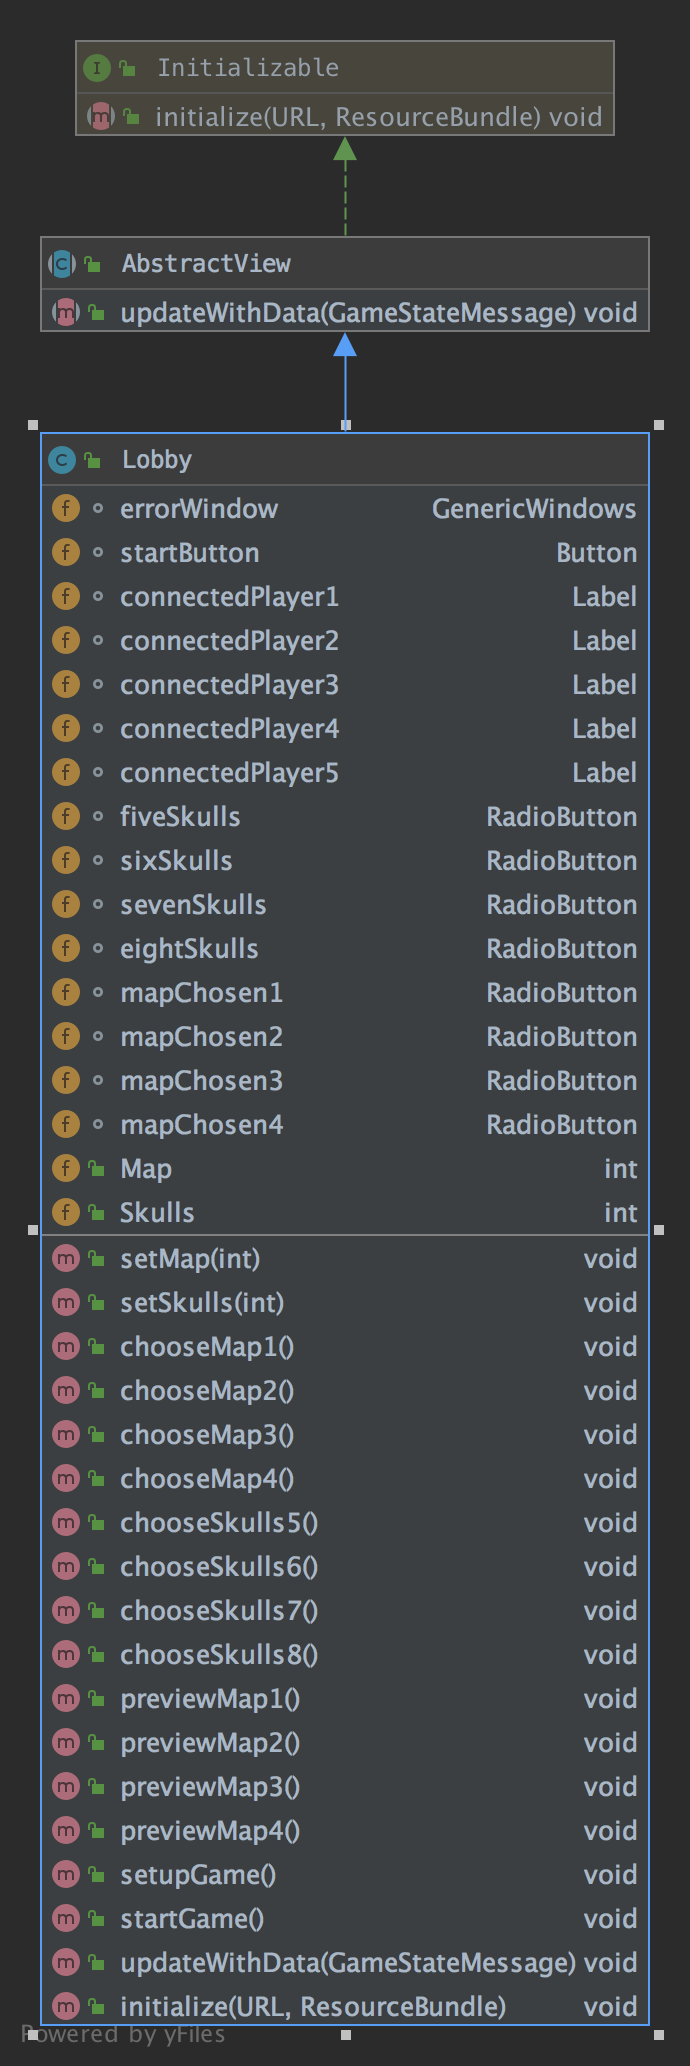 I Initializable
m initialize(URL, ResourceBundle) void
C AbstractView
m updateWithData(GameStateMessage) void
C Lobby
f errorWindow GenericWindows
f startButton Button
f connectedPlayer1 Label
f connectedPlayer2 Label
f connectedPlayer3 Label
f connectedPlayer4 Label
f connectedPlayer5 Label
f fiveSkulls RadioButton
f sixSkulls RadioButton
f sevenSkulls RadioButton
f eightSkulls RadioButton
f mapChosen1 RadioButton
f mapChosen2 RadioButton
f mapChosen3 RadioButton
f mapChosen4 RadioButton
f Map int
f Skulls int
m setMap(int) void
m setSkulls(int) void
m chooseMap1() void
m chooseMap2() void
m chooseMap3() void
m chooseMap4() void
m chooseSkulls5() void
m chooseSkulls6() void
m chooseSkulls7() void
m chooseSkulls8() void
m previewMap1() void
m previewMap2() void
m previewMap3() void
m previewMap4() void
m setupGame() void
m startGame() void
m updateWithData(GameStateMessage) void
m initialize(URL, ResourceBundle) void
Powered by yFiles